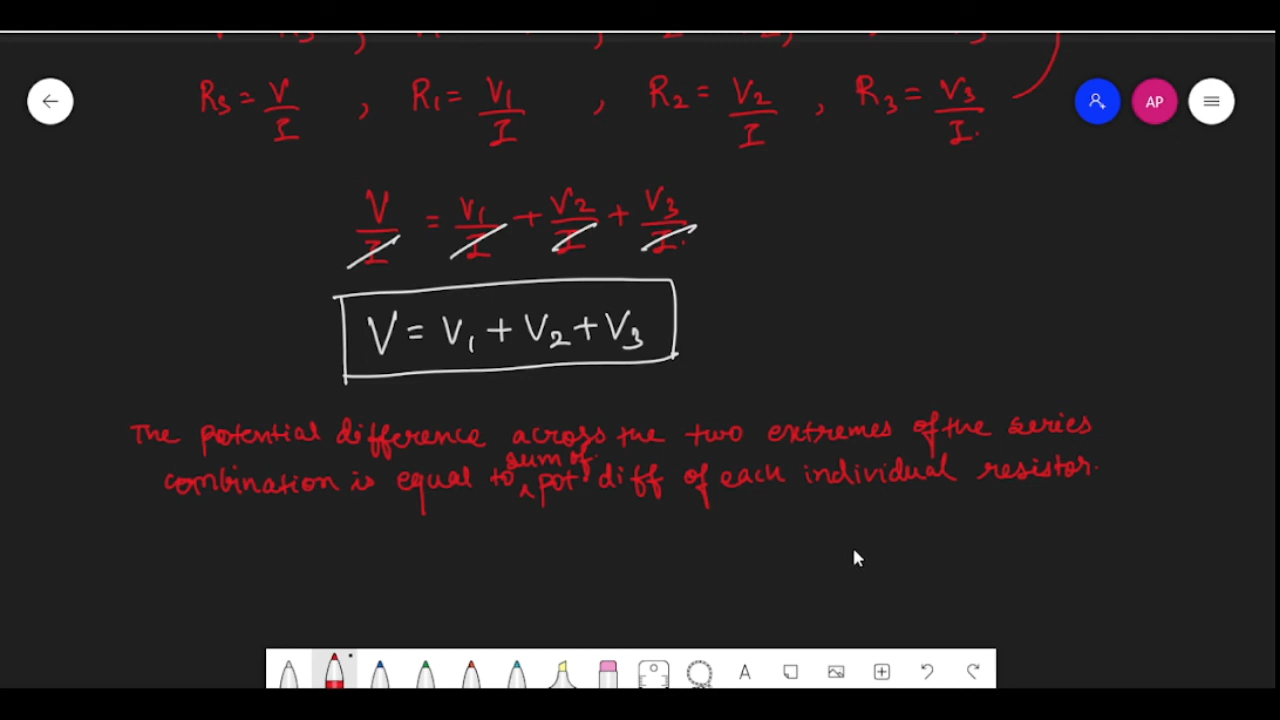 Rs = V/I , R1 = V1/I , R2 = V2/I , R3 = V3/I.
AP
V/I = V1/I + V2/I + V3/I.
V = V1 + V2 + V3
The potential difference across the two extremes of the series
sum of
combination is equal to ^ pot. diff of each individual resistor.
A